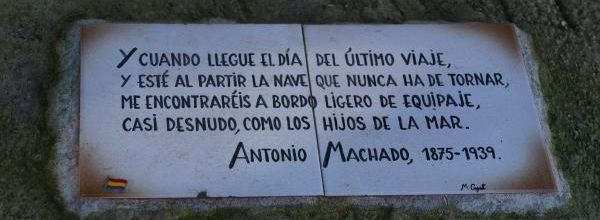 Y CUANDO LLEGUE EL DÍA DEL ÚLTIMO VIAJE,
Y ESTÉ AL PARTIR LA NAVE QUE NUNCA HA DE TORNAR,
ME ENCONTRARÉIS A BORDO LIGERO DE EQUIPAJE,
CASI DESNUDO, COMO LOS HIJOS DE LA MAR.
ANTONIO MACHADO, 1875-1939.